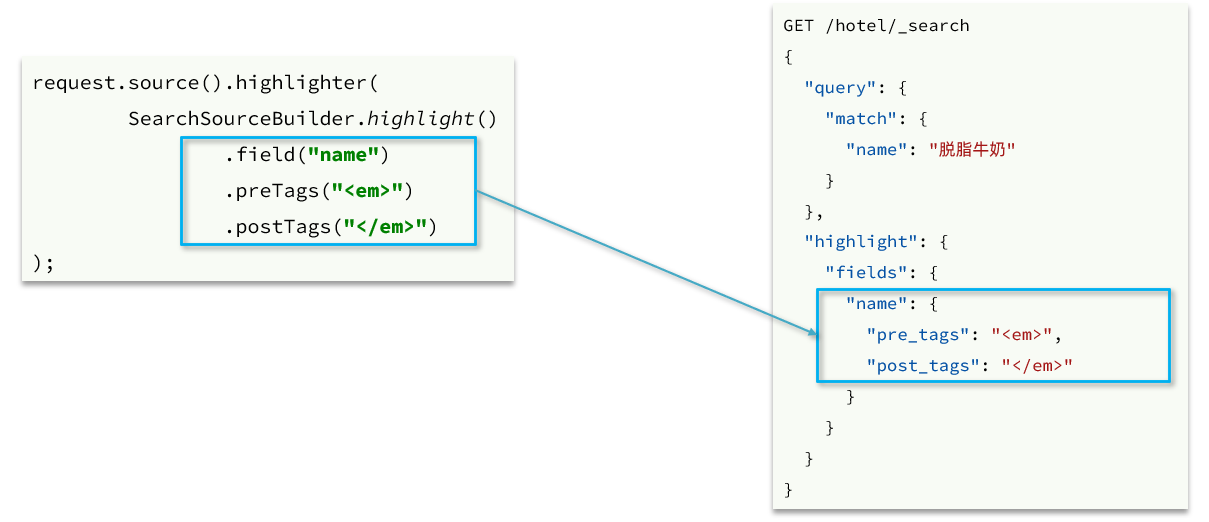 request.source().highlighter(
SearchSourceBuilder.highlight()
.field("name")
.preTags("<em>")
.postTags("</em>")
);
GET /hotel/_search
{
"query": {
"match": {
"name": "脱脂牛奶"
}
},
"highlight": {
"fields": {
"name": {
"pre_tags": "<em>",
"post_tags": "</em>"
}
}
}
}